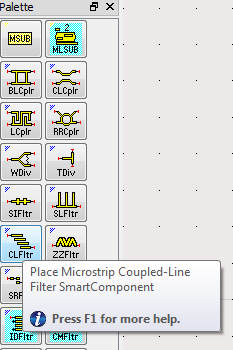 Palette
MSUB
2
MLSUB
BLCplr
CLCplr
LCplr
RRCplr
WDiv
TDiv
SIFltr
SLFltr
CLFltr
ZZFltr
Place Microstrip Coupled-Line
Filter SmartComponent
Press F1 for more help.
IDFltr
CMFltr